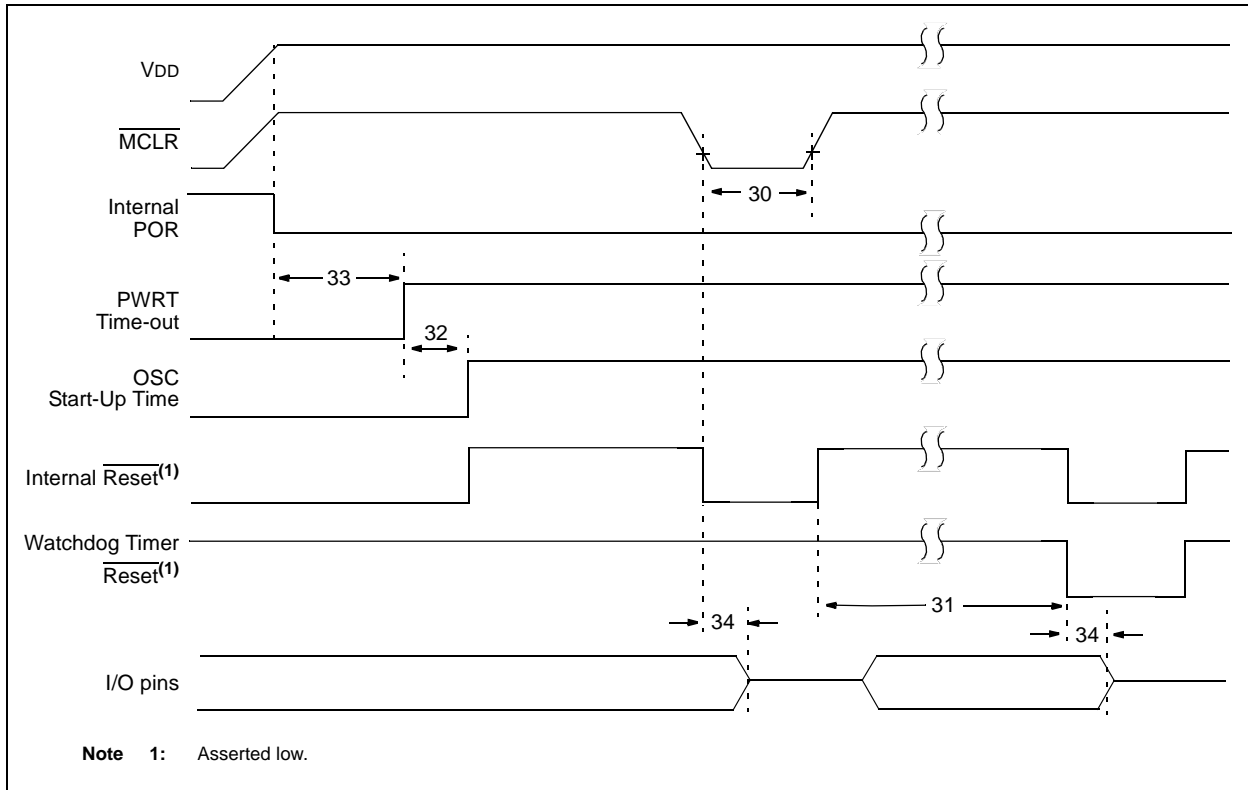 VDD
MCLR
30
Internal
POR
33
PWRT
Time-out
32
OSC
Start-Up Time
Internal Reset(1)
Watchdog Timer
Reset(1)
31
34
34
I/O pins
Note 1: Asserted low.